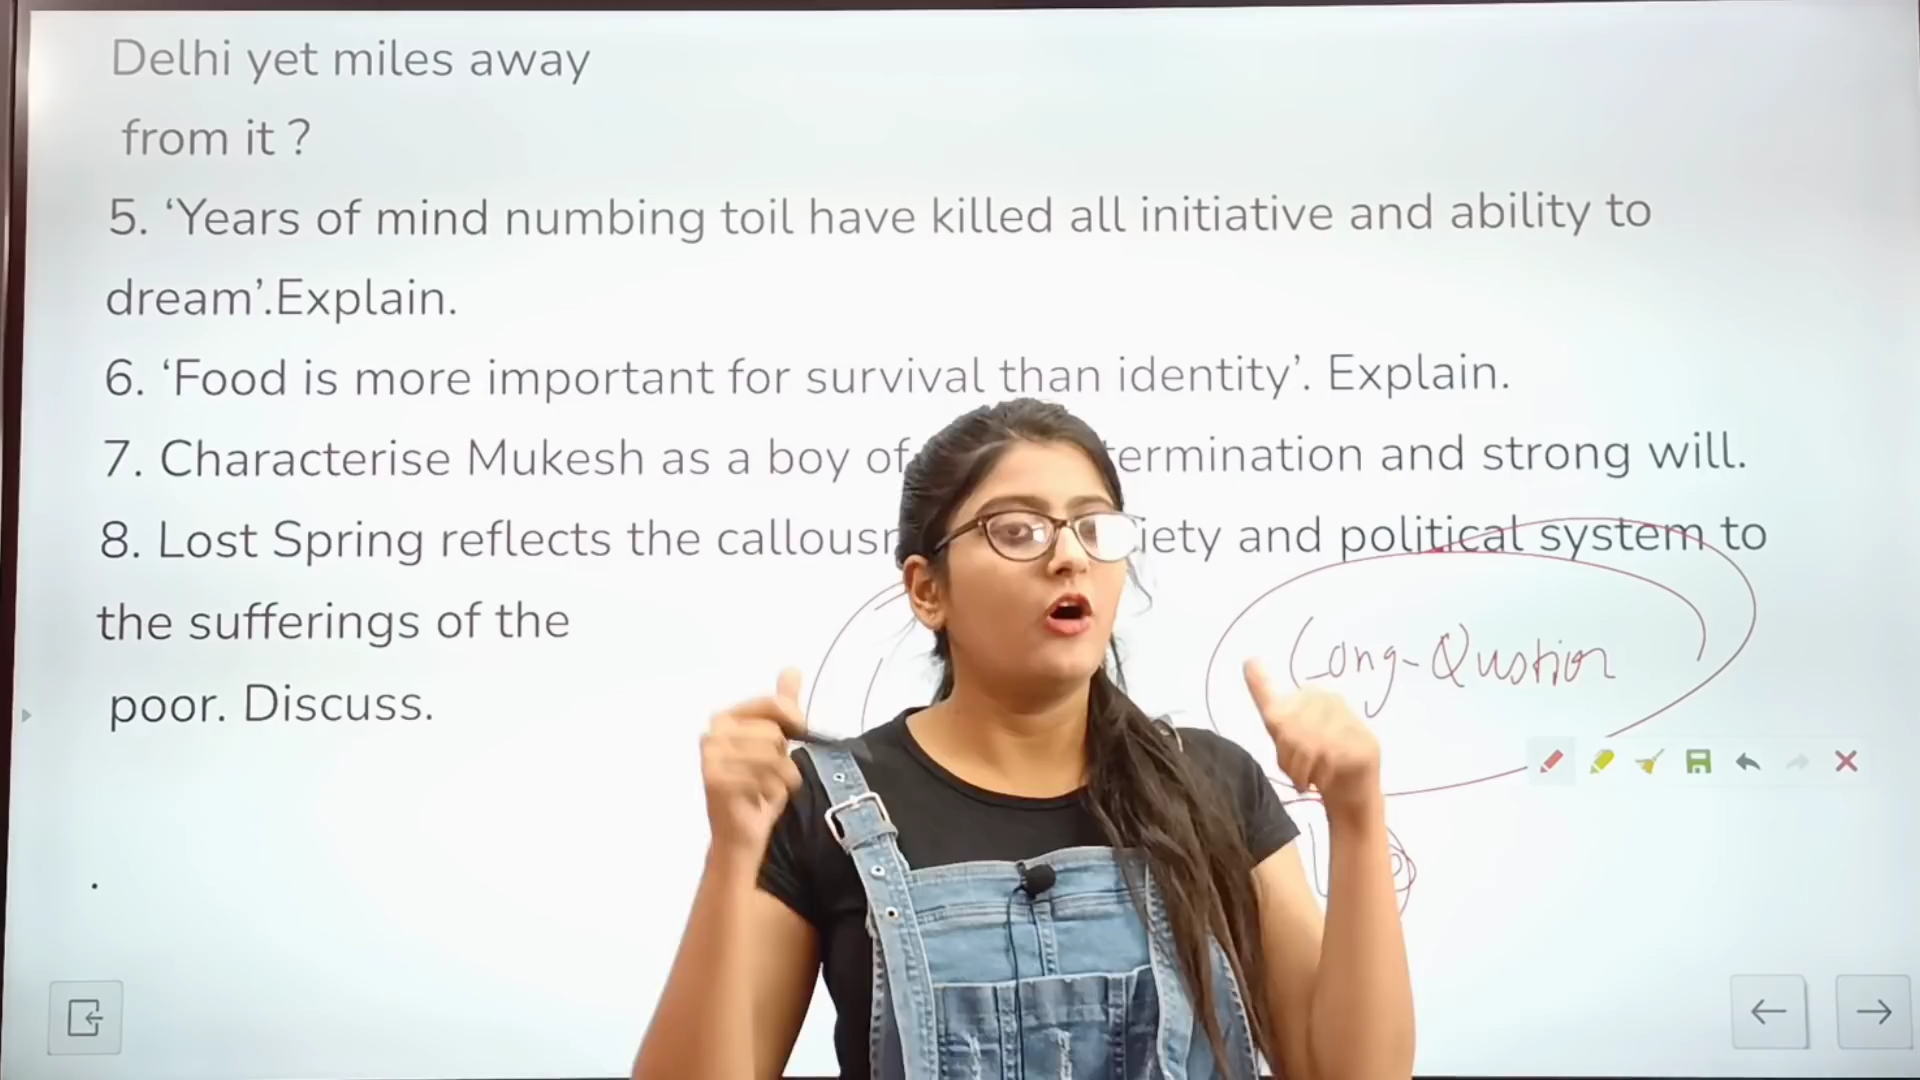 Delhi yet miles away
from it ?
5. ‘Years of mind numbing toil have killed all initiative and ability to
dream’.Explain.
6. ‘Food is more important for survival than identity’. Explain.
7. Characterise Mukesh as a boy of termination and strong will.
8. Lost Spring reflects the iety and political system to
the sufferings of the
Long-Qustion
poor. Discuss.